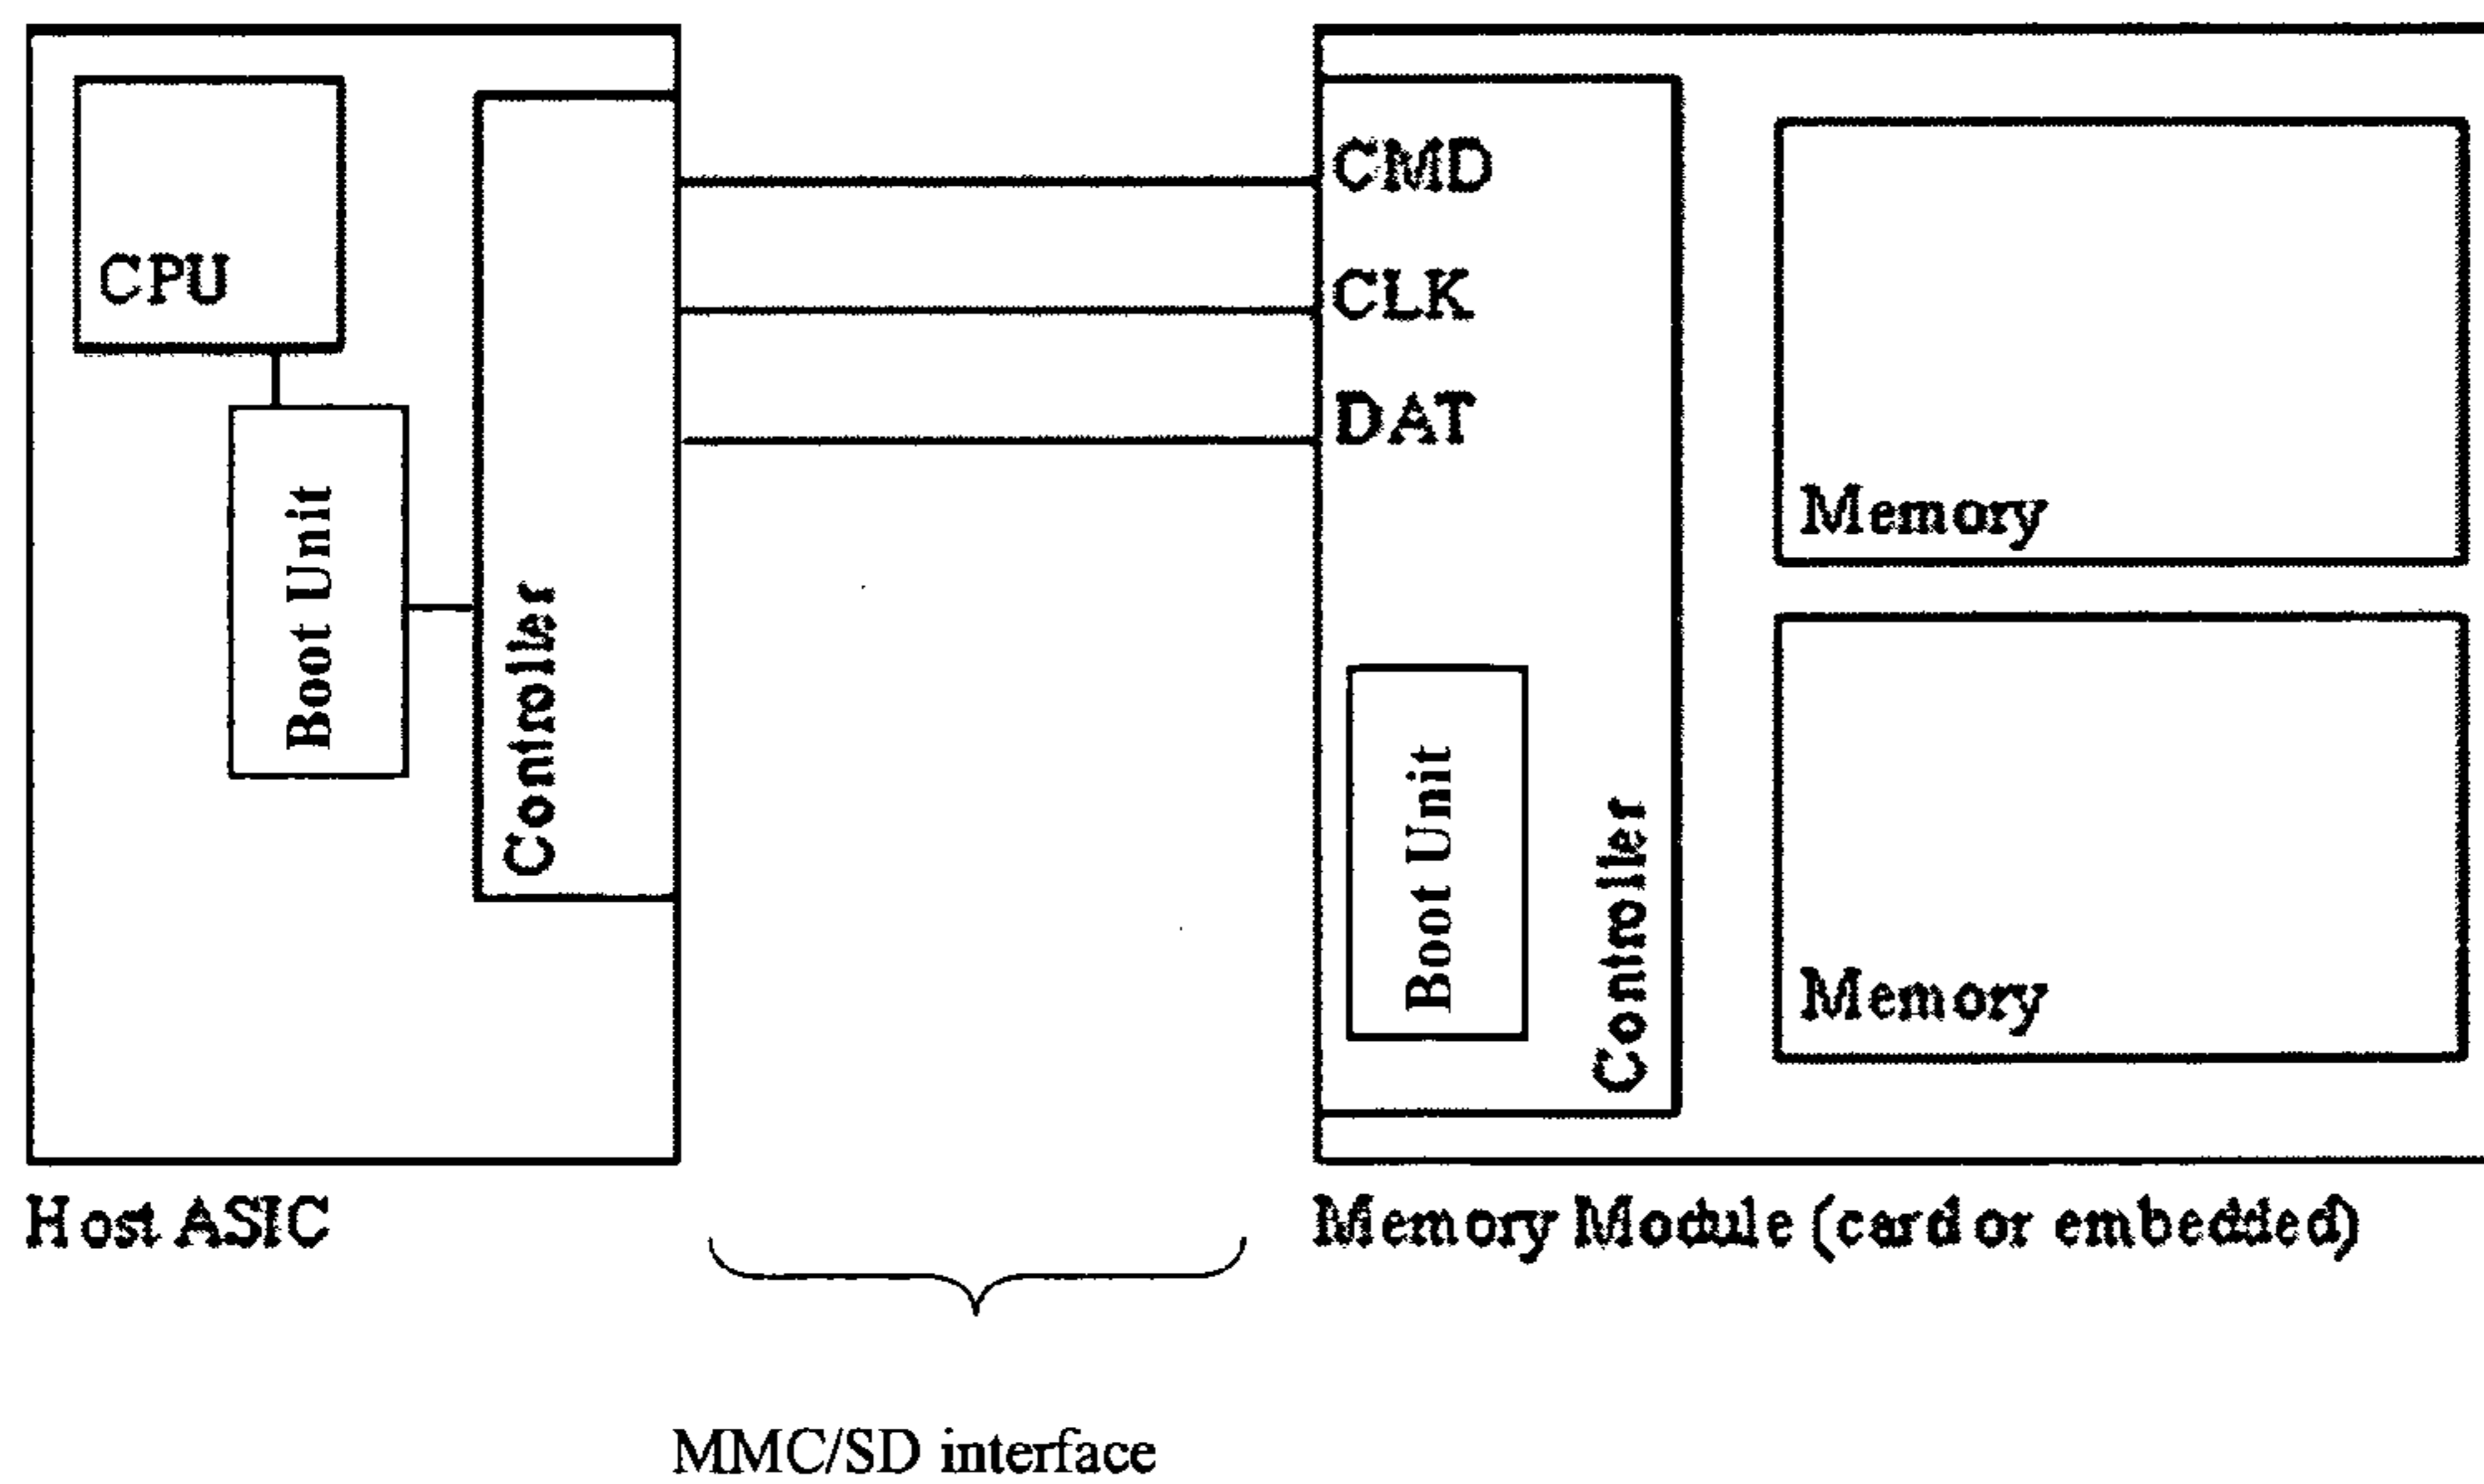 CPU
Boot Unit
Controller
CMD
CLK
DAT
Boot Unit
Controller
Memory
Memory
Host ASIC
Memory Module (card or embedded)
MMC/SD interface